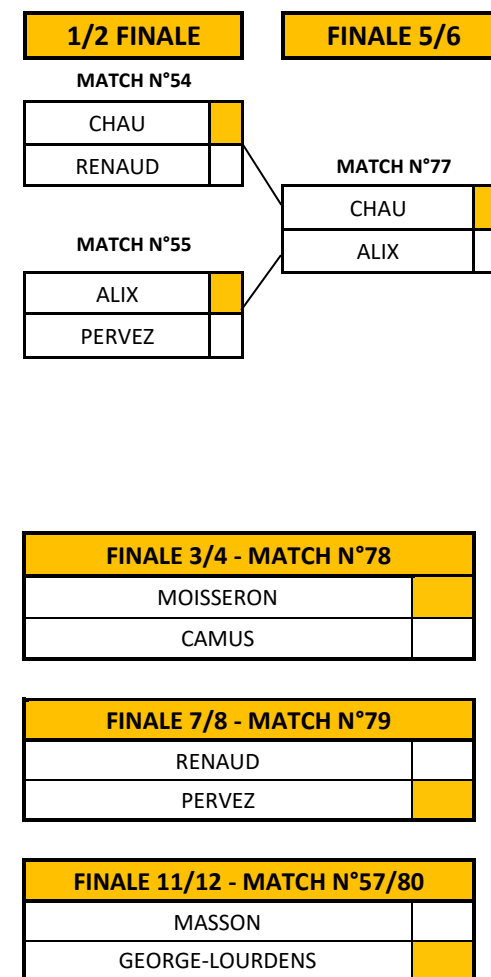 1/2 FINALE
FINALE 5/6
MATCH N°54
CHAU
RENAUD
MATCH N°77
CHAU
ALIX
MATCH N°55
ALIX
PERVEZ
FINALE 3/4 - MATCH N°78
MOISSERON
CAMUS
FINALE 7/8 - MATCH N°79
RENAUD
PERVEZ
FINALE 11/12 - MATCH N°57/80
MASSON
GEORGE-LOURDENS